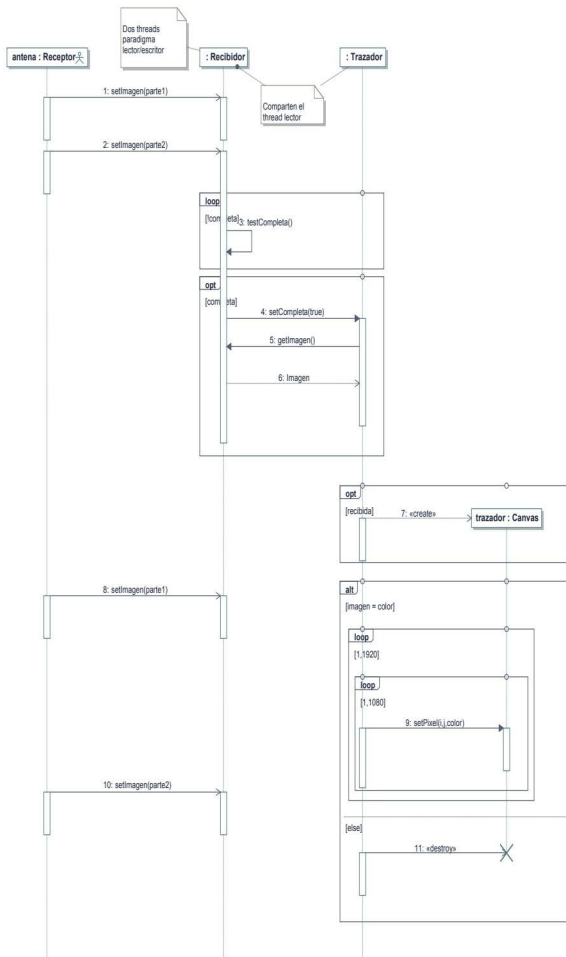 Dos threads
paradigma
lector/escritor
antena : Receptor
: Recibidor
: Trazador
Comparten el
thread lector
1: setImagen(parte1)
2: setImagen(parte2)
loop
[!completa]
3: testCompleta()
opt
[completa]
4: setCompleta(true)
5: getImagen()
6: Imagen
opt
[recibida]
7: «create»
trazador : Canvas
8: setImagen(parte1)
alt
[imagen = color]
loop
[1,1920]
loop
[1,1080]
9: setPixel(i,j,color)
10: setImagen(parte2)
[else]
11: «destroy»